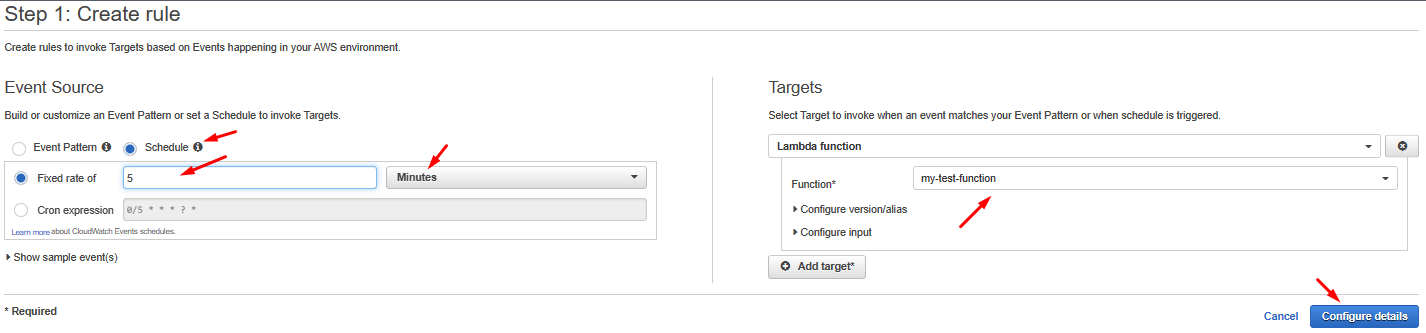 Step 1: Create rule
Create rules to invoke Targets based on Events happening in your AWS environment.
Event Source
Build or customize an Event Pattern or set a Schedule to invoke Targets.
Event Pattern
Schedule
Fixed rate of
5
Minutes
Cron expression
0/5 * * * ? *
Learn more about CloudWatch Events schedules.
Show sample event(s)
Targets
Select Target to invoke when an event matches your Event Pattern or when schedule is triggered.
Lambda function
Function*
my-test-function
Configure version/alias
Configure input
Add target*
* Required
Cancel
Configure details